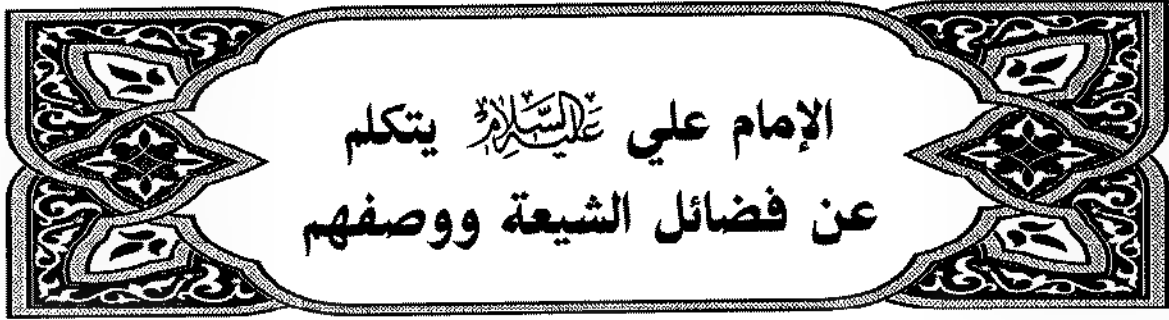 الإمام علي عليه السلام يتكلم
عن فضائل الشيعة ووصفهم